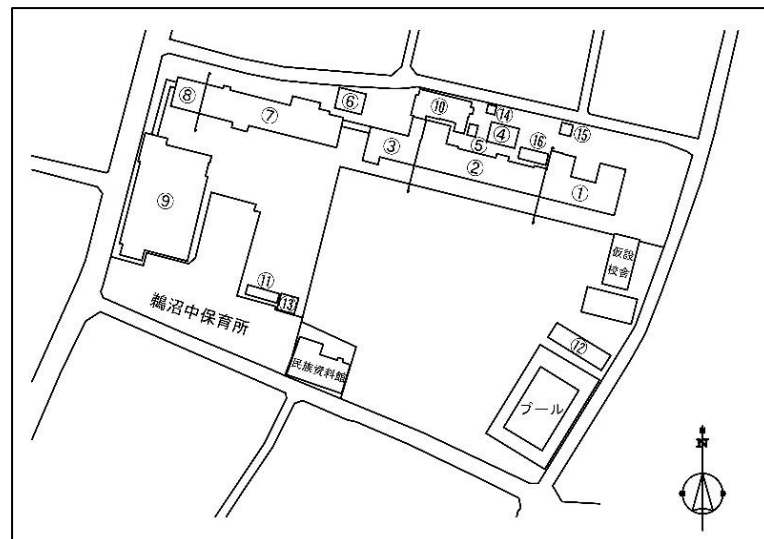 ⑥
⑩
⑭
⑧
⑦
④
⑮
⑤
⑯
③
②
①
⑨
仮設
校舎
⑪
⑬
鵜沼中保育所
⑫
民族資料館
プール
N